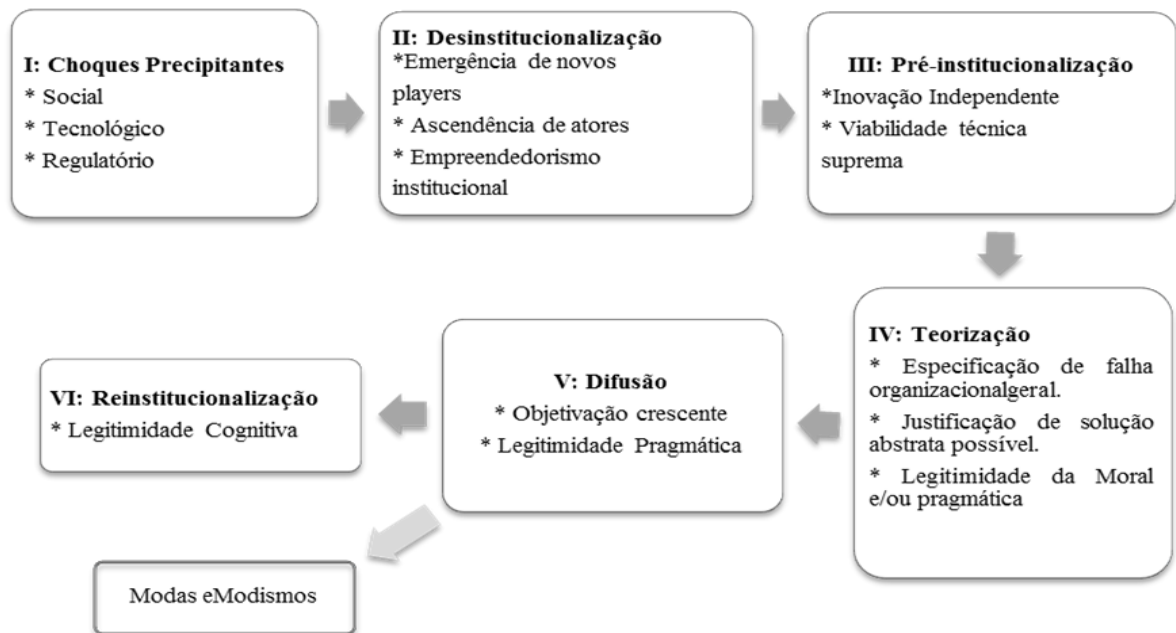 I: Choques Precipitantes
* Social
* Tecnológico
* Regulatório
II: Desinstitucionalização
*Emergência de novos
players
* Ascendência de atores
* Empreendedorismo
institucional
III: Pré-institucionalização
*Inovação Independente
* Viabilidade técnica
suprema
IV: Teorização
* Especificação de falha
organizacionalgeral.
* Justificação de solução
abstrata possível.
* Legitimidade da Moral
e/ou pragmática
V: Difusão
* Objetivação crescente
* Legitimidade Pragmática
VI: Reinstitucionalização
* Legitimidade Cognitiva
Modas eModismos